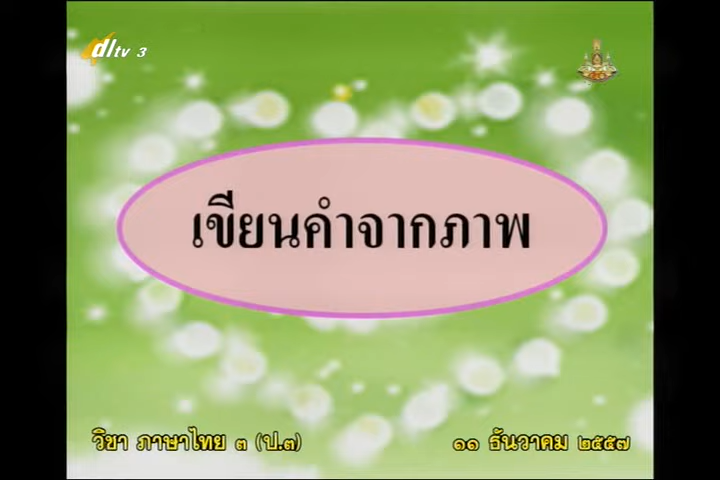 dltv 3
เขียนคำจากภาพ
วิชา ภาษาไทย ๓ (ป.๓)
๑๑ ธันวาคม ๒๕๕๗